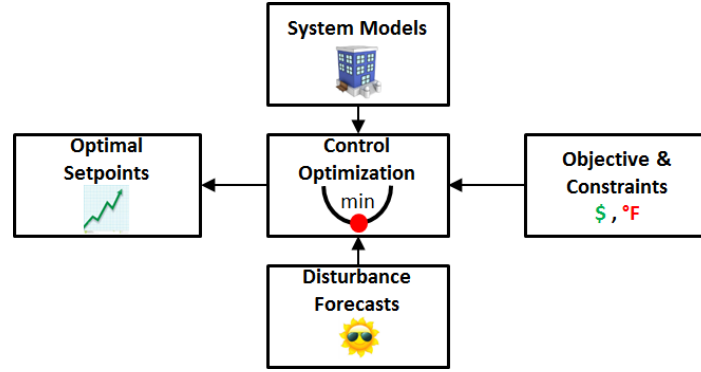 System Models
Optimal
Setpoints
Control
Optimization
min
Objective &
Constraints
$ , °F
Disturbance
Forecasts